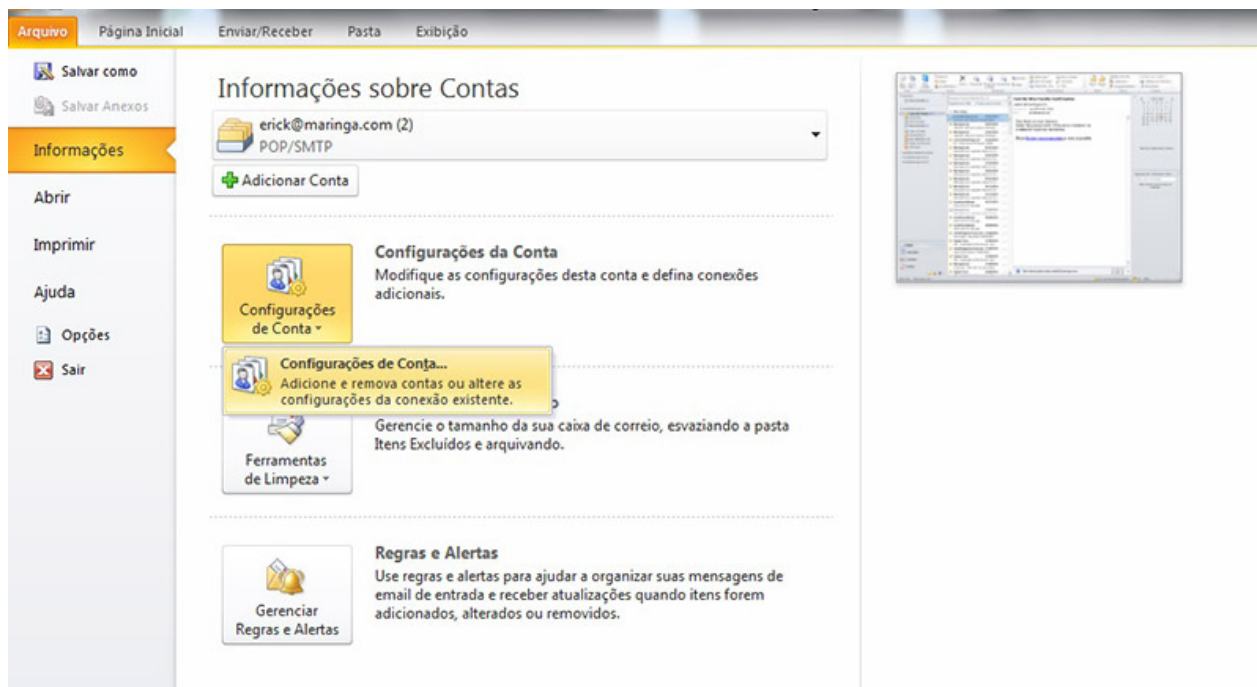 Arquivo Página Inicial Enviar/Receber Pasta Exibição
Salvar como
Salvar Anexos
Informações
Abrir
Imprimir
Ajuda
Opções
Sair
Informações sobre Contas
erick@maringa.com (2)
POP/SMTP
Adicionar Conta
Configurações
de Conta
Configurações da Conta
Modifique as configurações desta conta e defina conexões
adicionais.
Configurações de Conta...
Adicione e remova contas ou altere as
configurações da conexão existente.
Ferramentas
de Limpeza
Gerencie o tamanho da sua caixa de correio, esvaziando a pasta
Itens Excluídos e arquivando.
Gerenciar
Regras e Alertas
Regras e Alertas
Use regras e alertas para ajudar a organizar suas mensagens de
email de entrada e receber atualizações quando itens forem
adicionados, alterados ou removidos.